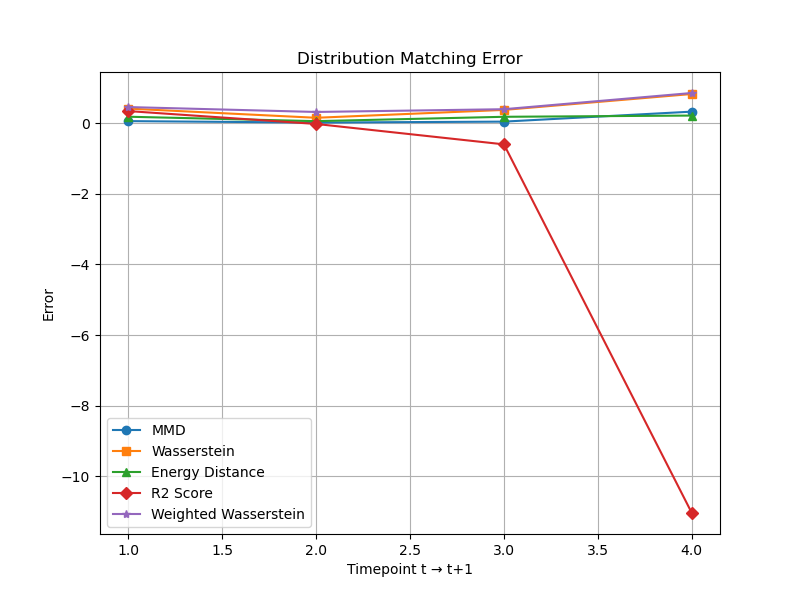 Distribution Matching Error
Error
0
−2
−4
−6
−8
−10
MMD
Wasserstein
Energy Distance
R2 Score
Weighted Wasserstein
1.0 1.5 2.0 2.5 3.0 3.5 4.0
Timepoint t → t+1